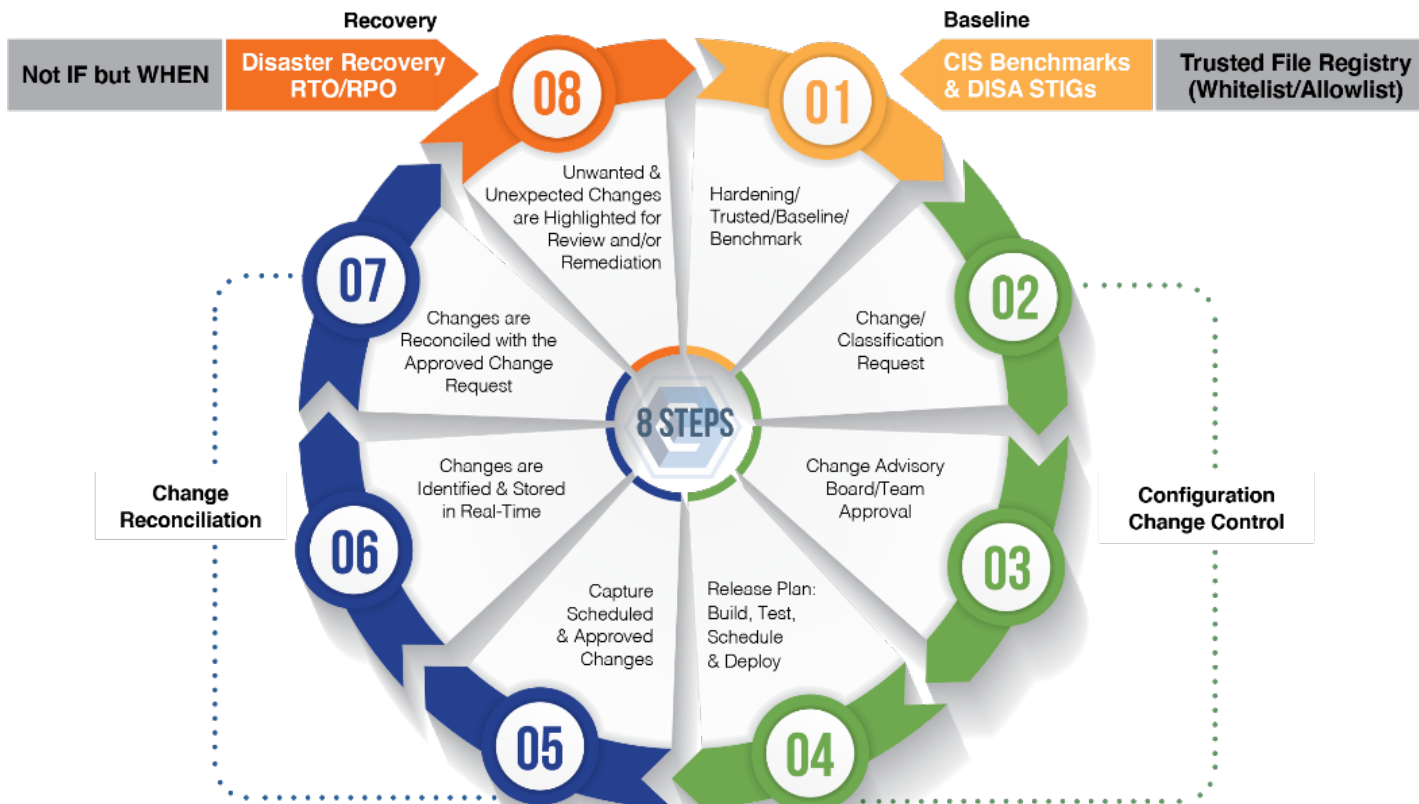 Recovery
Baseline
Not IF but WHEN
Disaster Recovery
RTO/RPO
CIS Benchmarks
& DISA STIGs
Trusted File Registry
(Whitelist/Allowlist)
01
Hardening/
Trusted/Baseline/
Benchmark
02
Change/
Classification
Request
03
Change Advisory
Board/Team
Approval
04
Release Plan:
Build, Test,
Schedule
& Deploy
05
Capture
Scheduled
& Approved
Changes
06
Changes are
Identified & Stored
in Real-Time
07
Changes are
Reconciled with the
Approved Change
Request
08
Unwanted &
Unexpected Changes
are Highlighted for
Review and/or
Remediation
8 STEPS
Change
Reconciliation
Configuration
Change Control